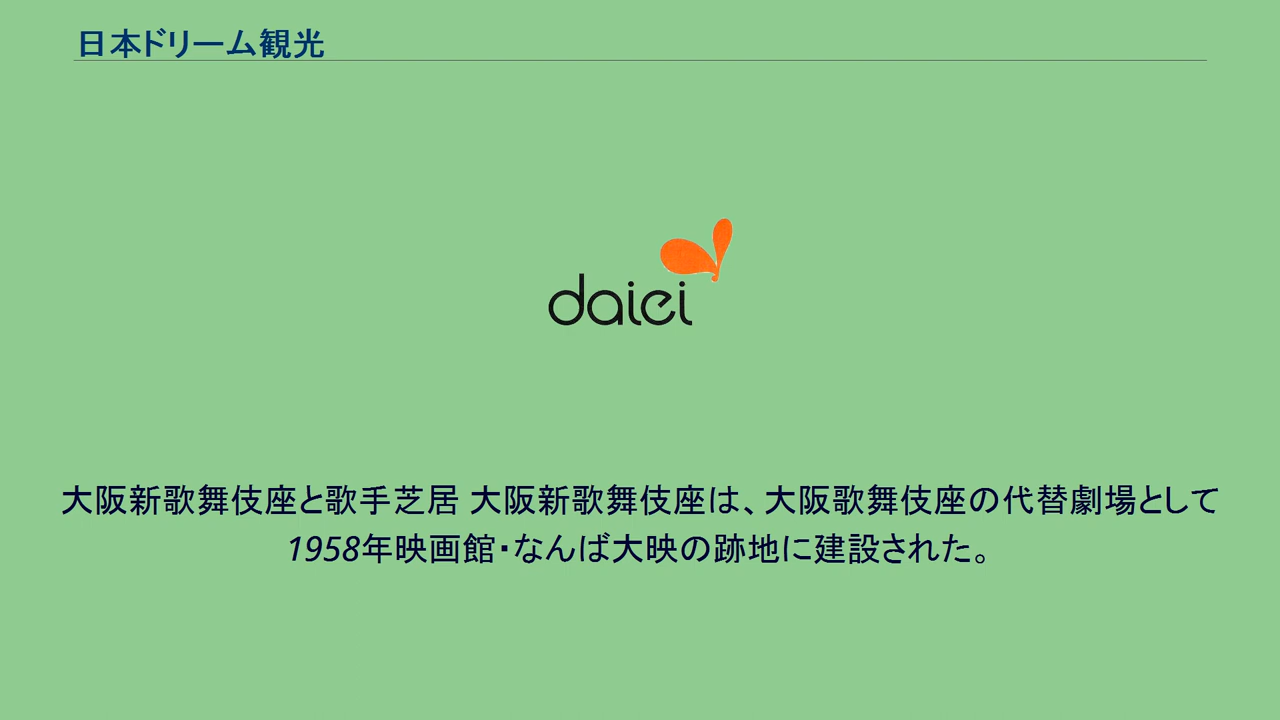 日本ドリーム観光
daiei
大阪新歌舞伎座と歌手芝居 大阪新歌舞伎座は、大阪歌舞伎座の代替劇場として
1958年映画館・なんば大映の跡地に建設された。